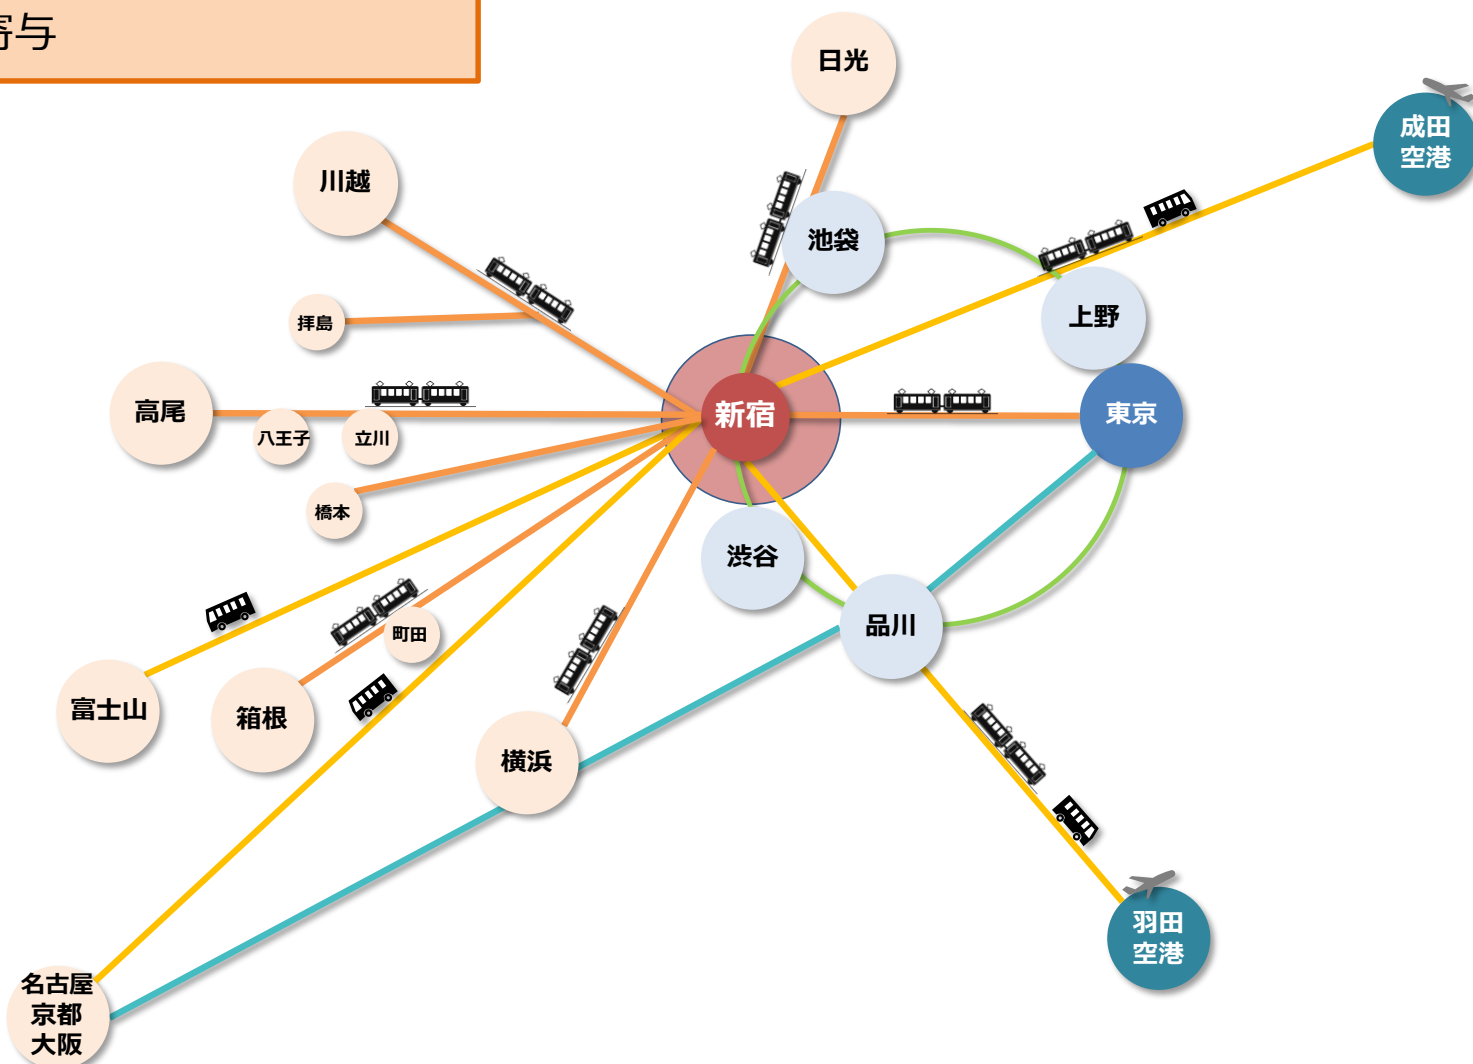 寄与
日光
成田
空港
川越
池袋
上野
拝島
高尾
八王子
立川
新宿
東京
橋本
渋谷
品川
町田
富士山
箱根
横浜
羽田
空港
名古屋
京都
大阪